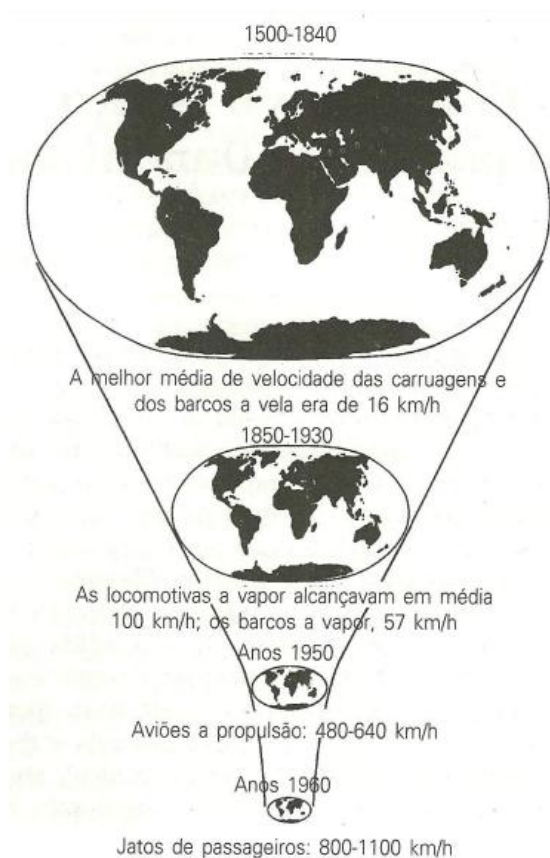 1500-1840
A melhor média de velocidade das carruagens e
dos barcos a vela era de 16 km/h
1850-1930
As locomotivas a vapor alcançavam em média
100 km/h; os barcos a vapor, 57 km/h
Anos 1950
Aviões a propulsão: 480-640 km/h
Anos 1960
Jatos de passageiros: 800-1100 km/h